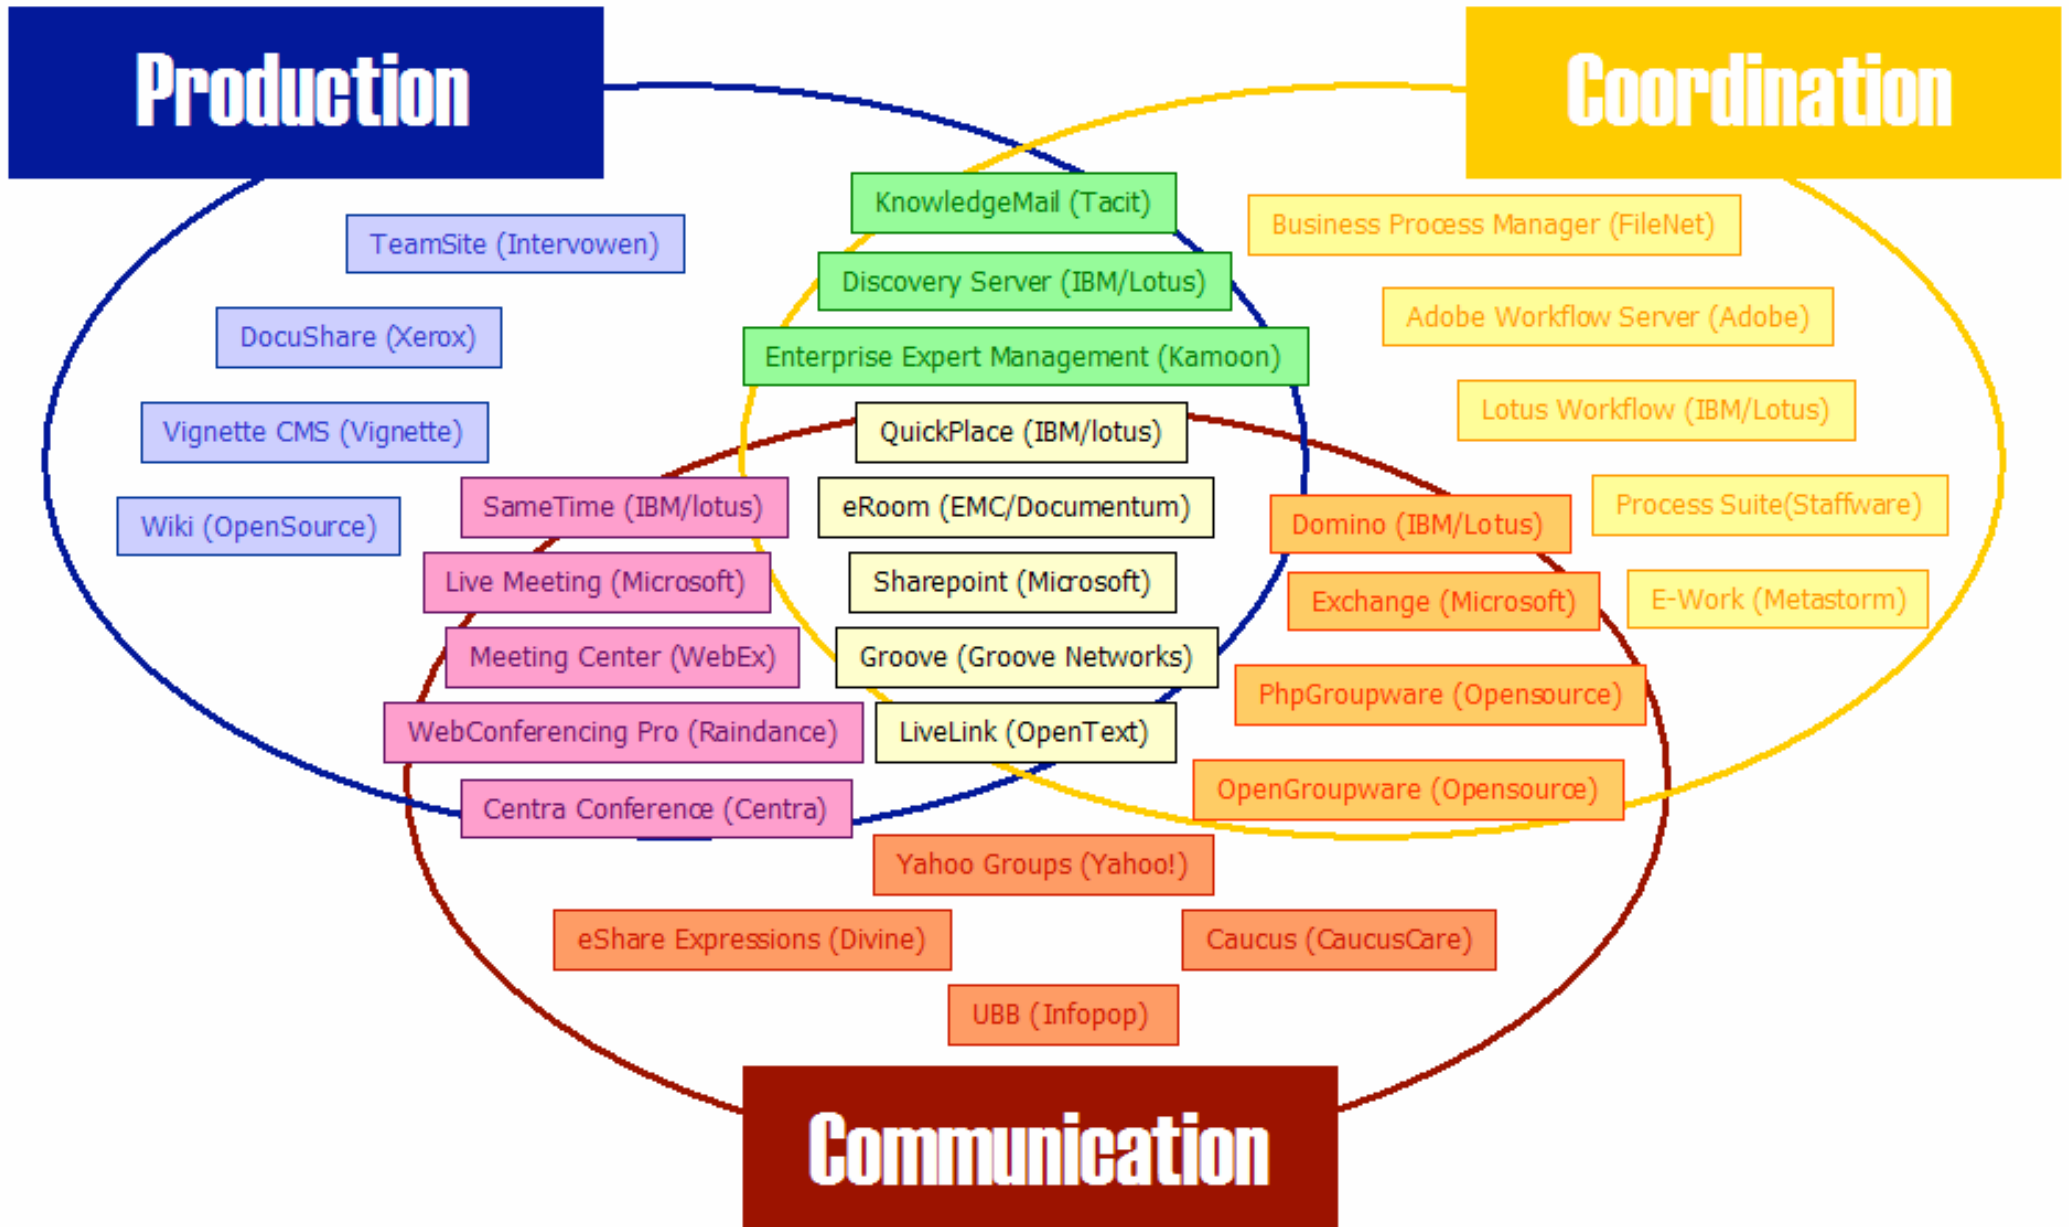 Production
Coordination
KnowledgeMail (Tacit)
Business Process Manager (FileNet)
TeamSite (Intervowen)
Discovery Server (IBM/Lotus)
Adobe Workflow Server (Adobe)
DocuShare (Xerox)
Enterprise Expert Management (Kamoon)
Lotus Workflow (IBM/Lotus)
Vignette CMS (Vignette)
QuickPlace (IBM/lotus)
SameTime (IBM/lotus)
eRoom (EMC/Documentum)
Process Suite(Staffware)
Wiki (OpenSource)
Domino (IBM/Lotus)
Live Meeting (Microsoft)
Sharepoint (Microsoft)
Exchange (Microsoft)
E-Work (Metastorm)
Meeting Center (WebEx)
Groove (Groove Networks)
PhpGroupware (Opensource)
WebConferencing Pro (Raindance)
LiveLink (OpenText)
OpenGroupware (Opensource)
Centra Conference (Centra)
Yahoo Groups (Yahoo!)
eShare Expressions (Divine)
Caucus (CaucusCare)
UBB (Infopop)
Communication